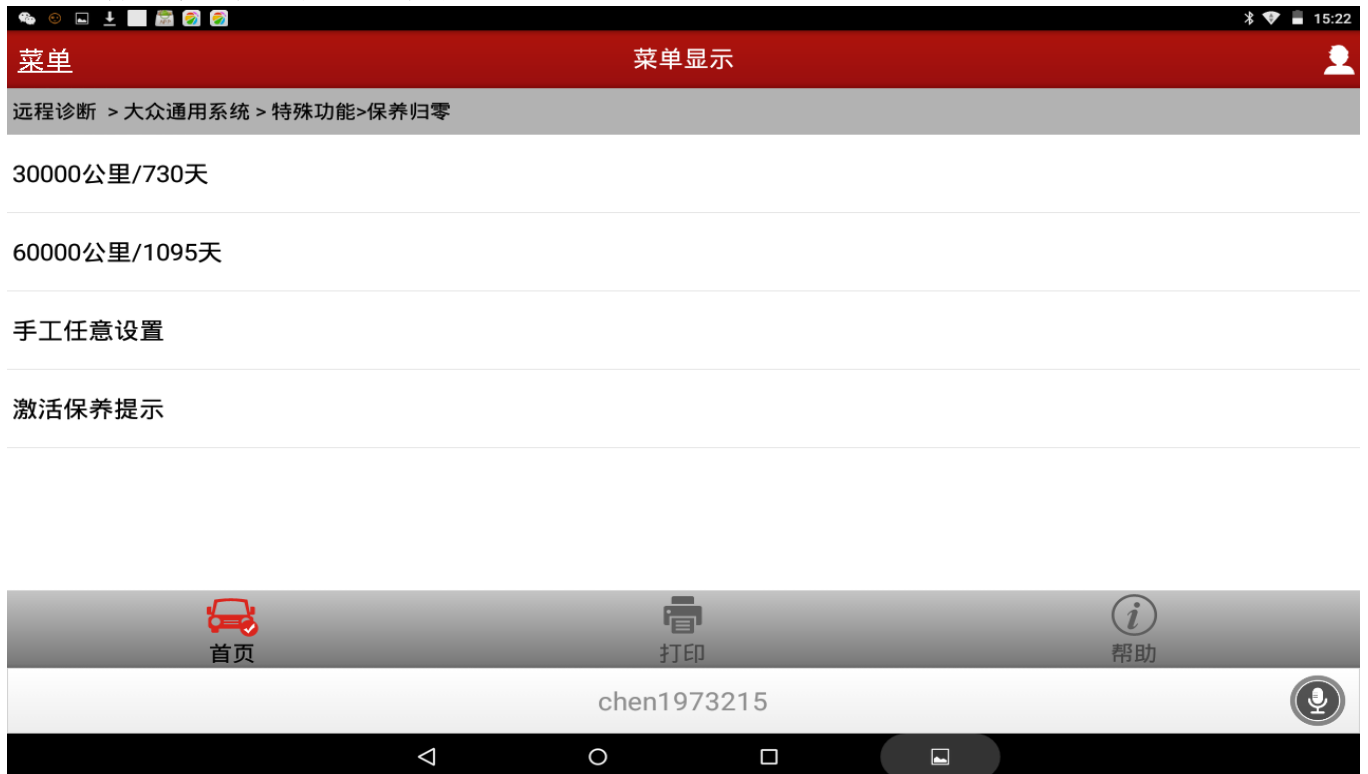 15:22
菜单
菜单显示
远程诊断 > 大众通用系统 > 特殊功能>保养归零
30000公里/730天
60000公里/1095天
手工任意设置
激活保养提示
首页
打印
帮助
chen1973215